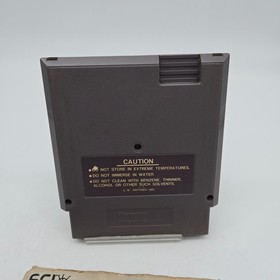 CAUTION
• DO NOT STORE IN EXTREME TEMPERATURES.
• DO NOT IMMERSE IN WATER.
• DO NOT CLEAN WITH BENZENE, THINNER,
ALCOHOL OR OTHER SUCH SOLVENTS.